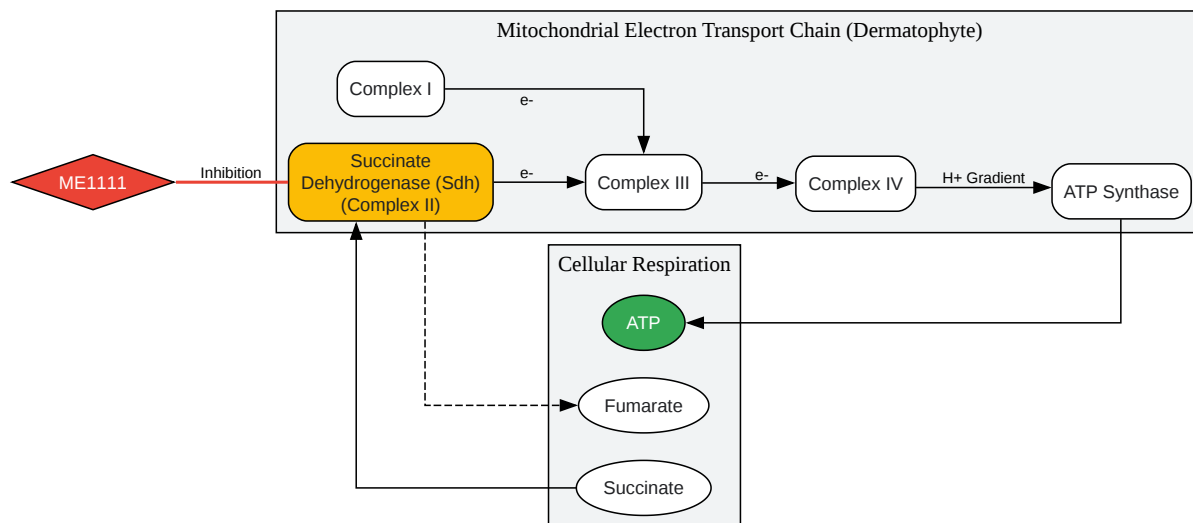 Mitochondrial Electron Transport Chain (Dermatophyte)
Complex I
e-
ME1111
Inhibition
Succinate
Dehydrogenase (Sdh)
(Complex II)
e-
Complex III
e-
Complex IV
H+ Gradient
ATP Synthase
Cellular Respiration
ATP
Fumarate
Succinate